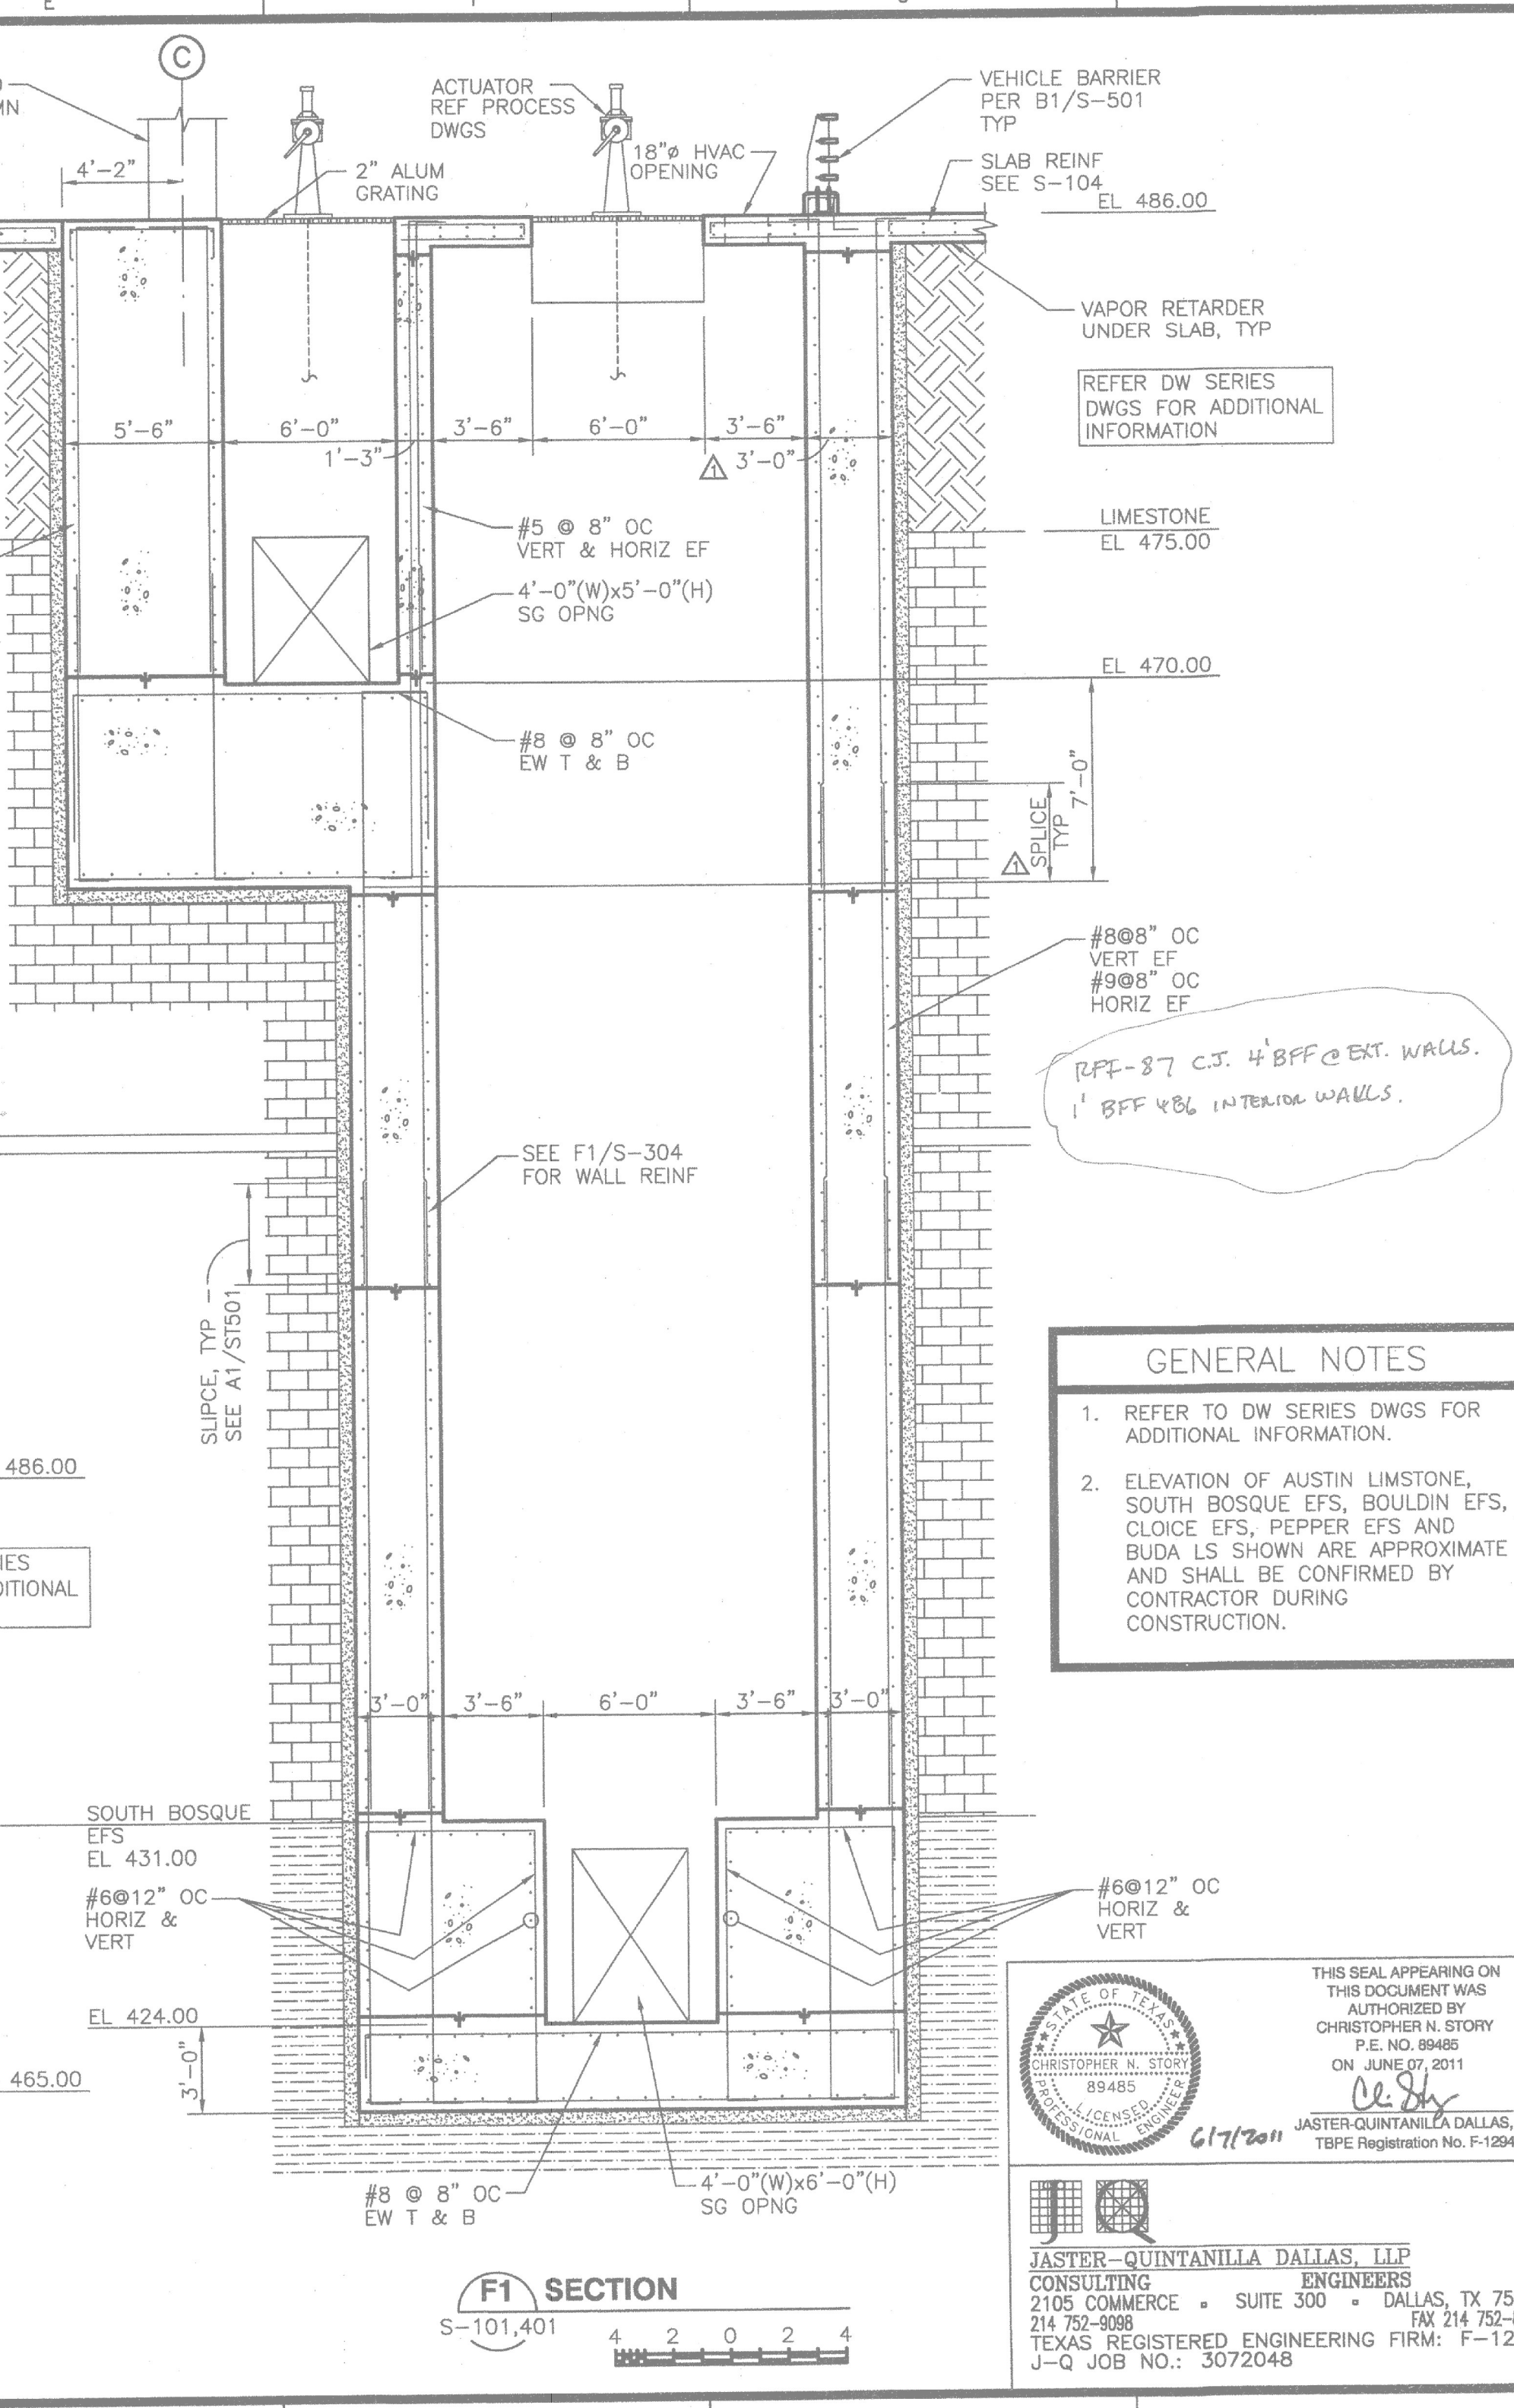 E
C
MN
4'-2"
ACTUATOR
REF PROCESS
DWGS
2" ALUM
GRATING
18"ø HVAC
OPENING
VEHICLE BARRIER
PER B1/S-501
TYP
SLAB REINF
SEE S-104
EL 486.00
VAPOR RETARDER
UNDER SLAB, TYP
REFER DW SERIES
DWGS FOR ADDITIONAL
INFORMATION
5'-6"
6'-0"
1'-3"
3'-6"
6'-0"
3'-6"
1
3'-0"
#5 @ 8" OC
VERT & HORIZ EF
4'-0"(W)x5'-0"(H)
SG OPNG
LIMESTONE
EL 475.00
EL 470.00
#8 @ 8" OC
EW T & B
7'-0"
SPLICE
TYP
1
#8@8" OC
VERT EF
#9@8" OC
HORIZ EF
RFI-87 C.J. 4' BFF @ EXT. WALLS.
1' BFF 486 INTERIOR WALLS.
SEE F1/S-304
FOR WALL REINF
SLIPCE, TYP
SEE A1/ST501
486.00
IES
DITIONAL
GENERAL NOTES
1. REFER TO DW SERIES DWGS FOR
ADDITIONAL INFORMATION.
2. ELEVATION OF AUSTIN LIMSTONE,
SOUTH BOSQUE EFS, BOULDIN EFS,
CLOICE EFS, PEPPER EFS AND
BUDA LS SHOWN ARE APPROXIMATE
AND SHALL BE CONFIRMED BY
CONTRACTOR DURING
CONSTRUCTION.
3'-0"
3'-6"
6'-0"
3'-6"
3'-0"
SOUTH BOSQUE
EFS
EL 431.00
#6@12" OC
HORIZ &
VERT
#6@12" OC
HORIZ &
VERT
EL 424.00
3'-0"
465.00
#8 @ 8" OC
EW T & B
4'-0"(W)x6'-0"(H)
SG OPNG
F1 SECTION
S-101,401
4 2 0 2 4
STATE OF TEXAS
CHRISTOPHER N. STORY
89485
LICENSED
PROFESSIONAL ENGINEER
6/7/2011
THIS SEAL APPEARING ON
THIS DOCUMENT WAS
AUTHORIZED BY
CHRISTOPHER N. STORY
P.E. NO. 89485
ON JUNE 07, 2011
JASTER-QUINTANILLA DALLAS,
TBPE Registration No. F-1294
JQ
JASTER-QUINTANILLA DALLAS, LLP
CONSULTING ENGINEERS
2105 COMMERCE ▫ SUITE 300 ▫ DALLAS, TX 75
214 752-9098 FAX 214 752-
TEXAS REGISTERED ENGINEERING FIRM: F-12
J-Q JOB NO.: 3072048